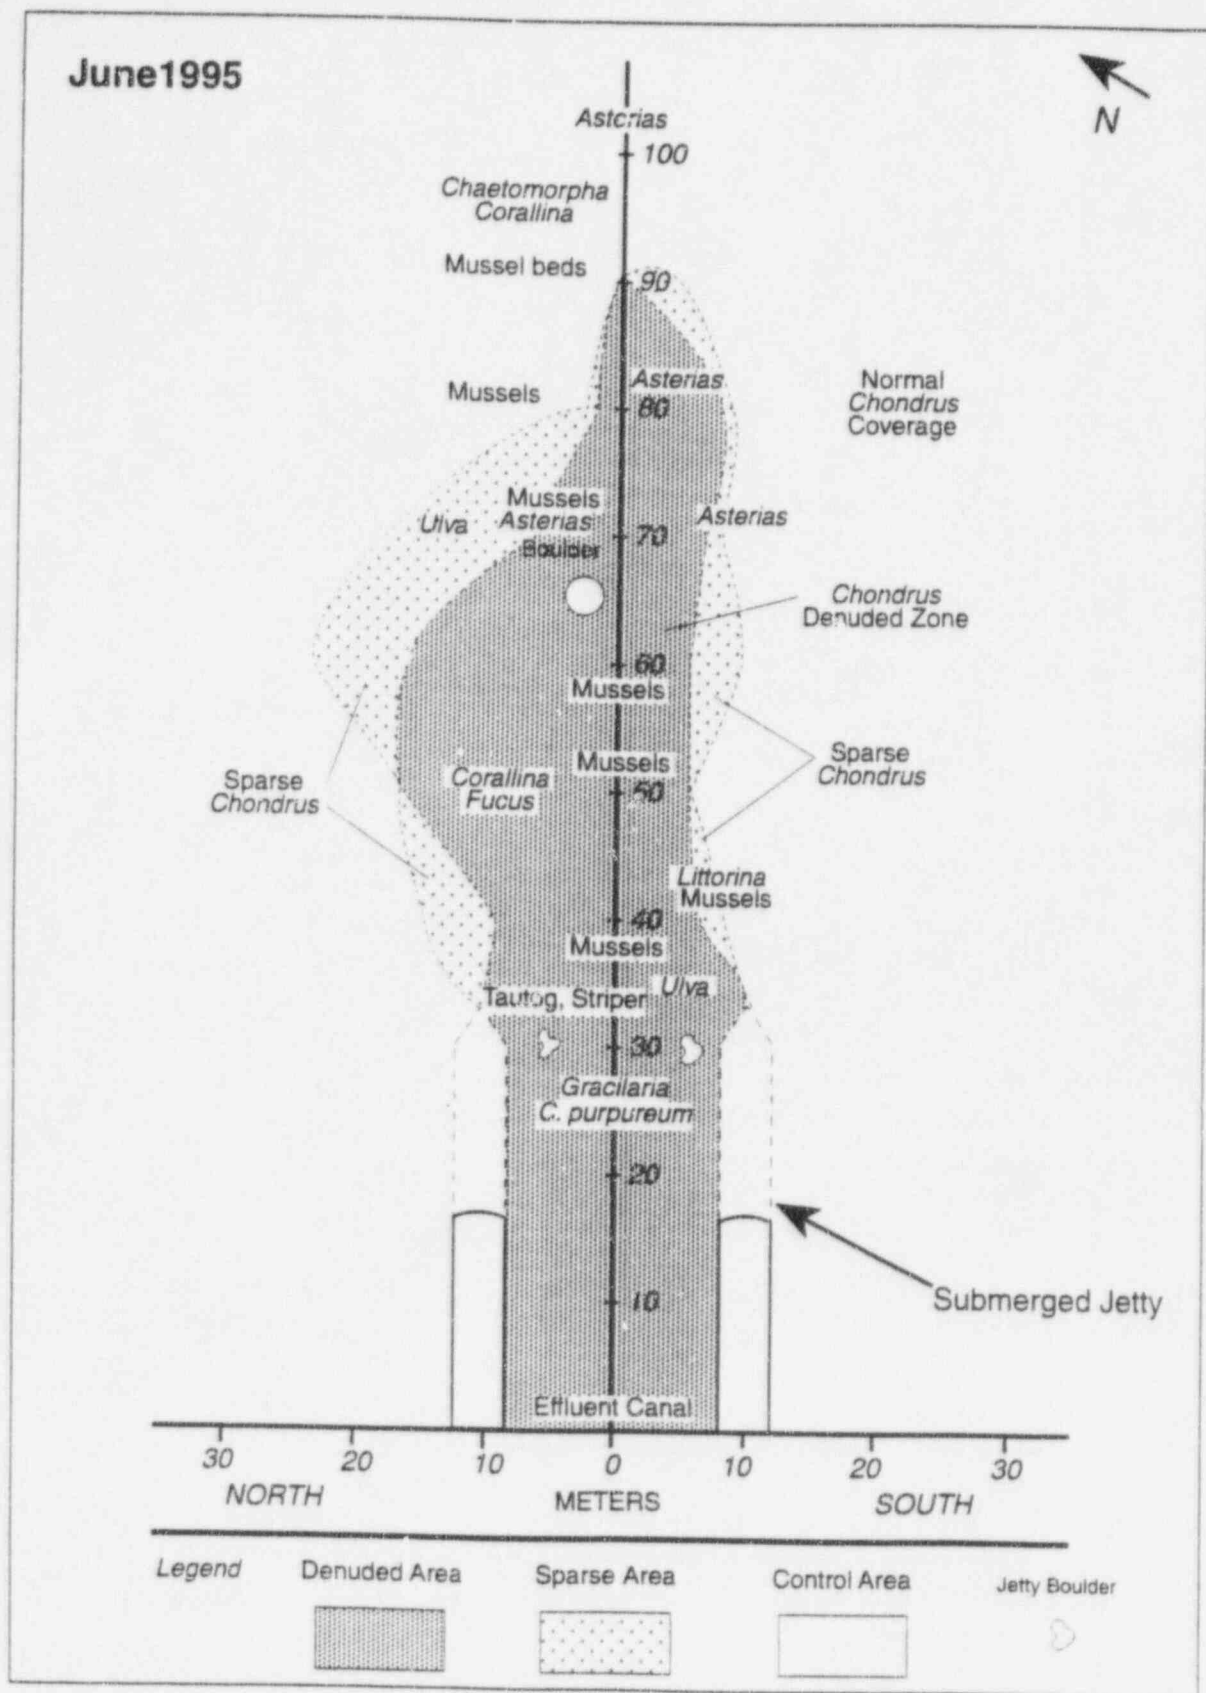 June1995
N
Asterias
100
Chaetomorpha
Corallina
Mussel beds
90
Mussels
Asterias
80
Normal
Chondrus
Coverage
Mussels
Ulva
Asterias
Asterias
70
Boulder
Chondrus
Denuded Zone
60
Mussels
Mussels
Sparse
Chondrus
Sparse
Chondrus
Corallina
Fucus
50
Littorina
Mussels
40
Mussels
Tautog, Striper
Ulva
30
Gracilaria
C. purpureum
20
10
Submerged Jetty
Effluent Canal
30
20
10
0
10
20
30
NORTH
METERS
SOUTH
Legend
Denuded Area
Sparse Area
Control Area
Jetty Boulder